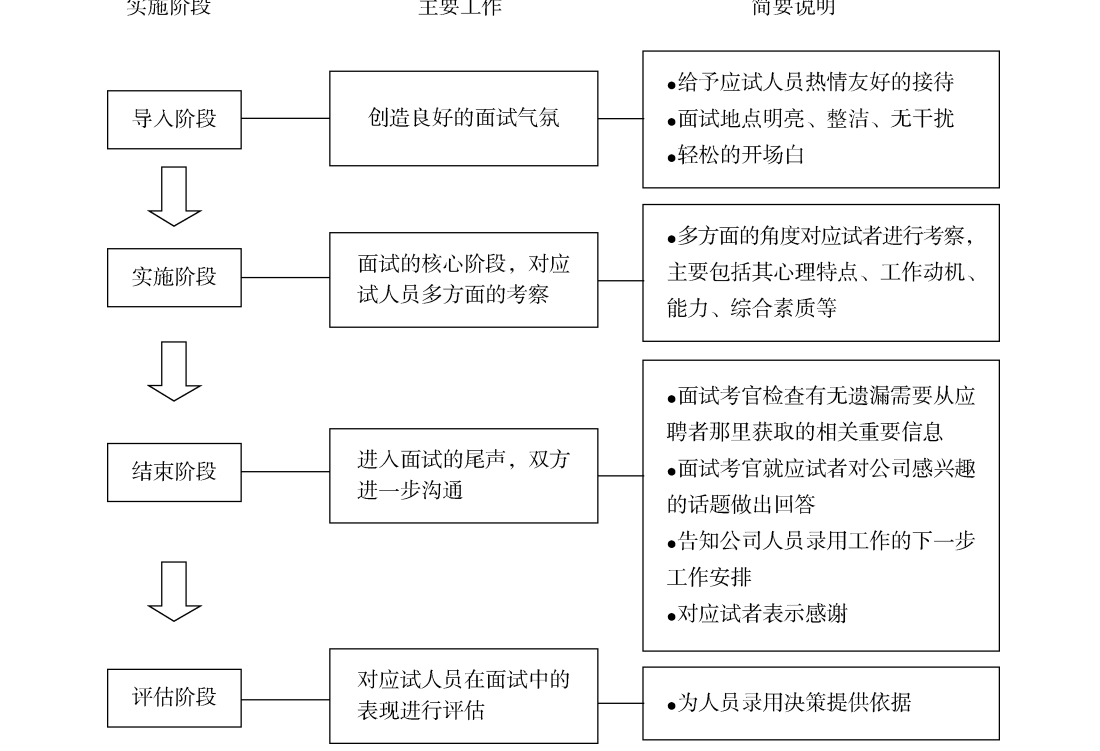 实施阶段 主要工作 简要说明
导入阶段
创造良好的面试气氛
●给予应试人员热情友好的接待
●面试地点明亮、整洁、无干扰
●轻松的开场白
实施阶段
面试的核心阶段，对应
试人员多方面的考察
●多方面的角度对应试者进行考察，
主要包括其心理特点、工作动机、
能力、综合素质等
结束阶段
进入面试的尾声，双方
进一步沟通
●面试考官检查有无遗漏需要从应
聘者那里获取的相关重要信息
●面试考官就应试者对公司感兴趣
的话题做出回答
●告知公司人员录用工作的下一步
工作安排
●对应试者表示感谢
评估阶段
对应试人员在面试中的
表现进行评估
●为人员录用决策提供依据